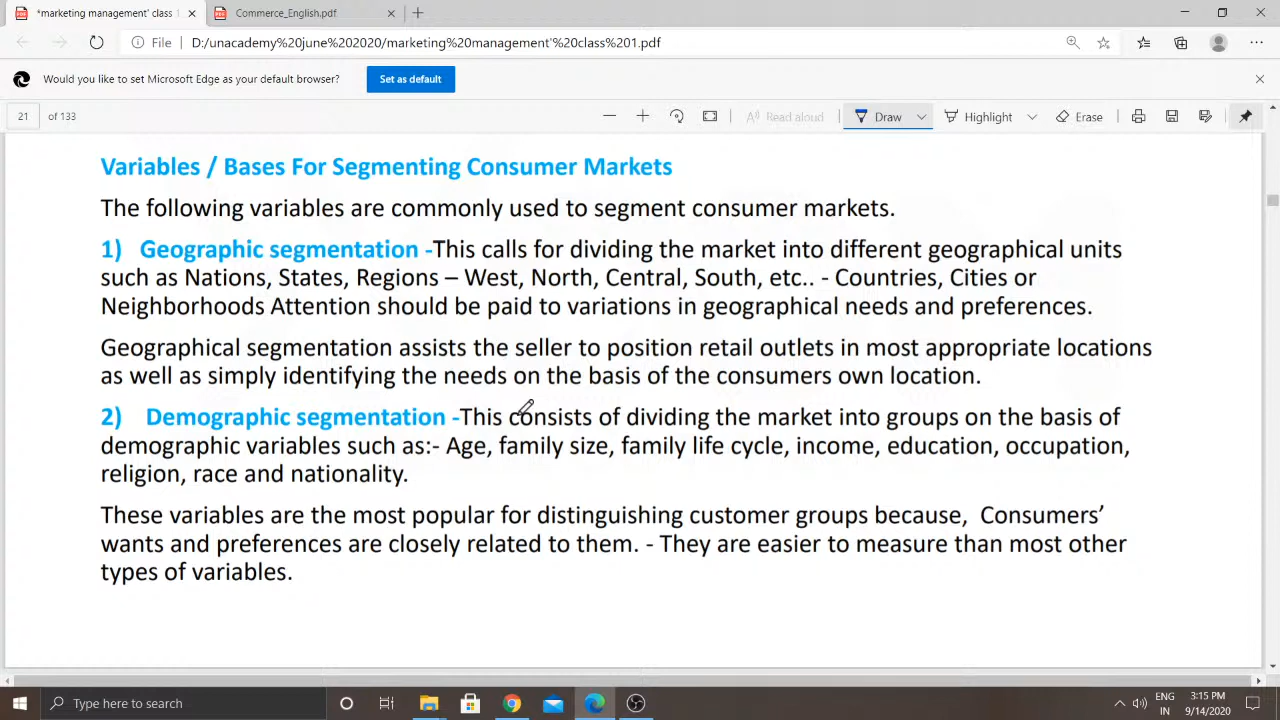 *marketing management' class 1
Commerce_English.pdf
File | D:/unacademy%20june%202020/marketing%20management'%20class%201.pdf
Would you like to set Microsoft Edge as your default browser? Set as default
21 of 133 Read aloud Draw Highlight Erase
Variables / Bases For Segmenting Consumer Markets
The following variables are commonly used to segment consumer markets.
1) Geographic segmentation -This calls for dividing the market into different geographical units
such as Nations, States, Regions – West, North, Central, South, etc.. - Countries, Cities or
Neighborhoods Attention should be paid to variations in geographical needs and preferences.
Geographical segmentation assists the seller to position retail outlets in most appropriate locations
as well as simply identifying the needs on the basis of the consumers own location.
2) Demographic segmentation -This consists of dividing the market into groups on the basis of
demographic variables such as:- Age, family size, family life cycle, income, education, occupation,
religion, race and nationality.
These variables are the most popular for distinguishing customer groups because, Consumers’
wants and preferences are closely related to them. - They are easier to measure than most other
types of variables.
Type here to search
ENG
IN
3:15 PM
9/14/2020